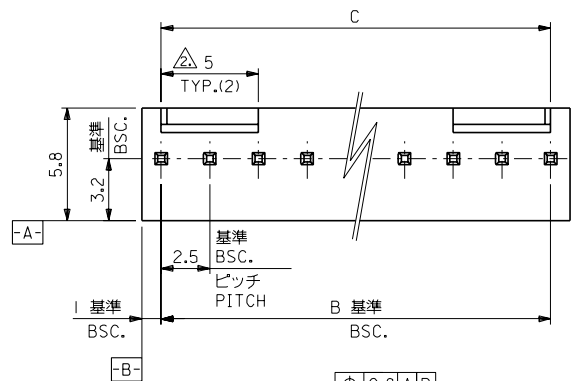 C
2. 5
TYP.(2)
5.8
3.2
基準
BSC.
-A-
2.5
基準
BSC.
ピッチ
PITCH
1 基準
BSC.
B 基準
BSC.
-B-